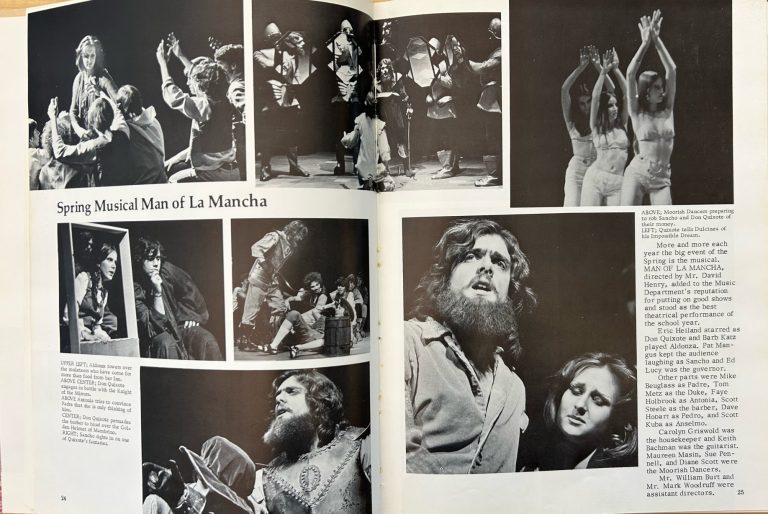 Spring Musical Man of La Mancha
UPPER LEFT; Aldonza towers over
the muleteers who have come for
more than food from her Inn.
ABOVE CENTER; Don Quixote
engages in battle with the Knight
of the Mirrors.
ABOVE Antonia tries to convince
Padre that she is only thinking of
him.
CENTER; Don Quixote persuades
the barber to hand over the Gol-
den Helmet of Mambrino.
RIGHT; Sancho rights in on one
of Quixote's fantasies.
24
ABOVE; Moorish Dancers preparing
to rob Sancho and Don Quixote of
their money.
LEFT; Quixote tells Dulcinea of
his Impossible Dream.
More and more each
year the big event of the
Spring is the musical.
MAN OF LA MANCHA,
directed by Mr. David
Henry, added to the Music
Department's reputation
for putting on good shows
and stood as the best
theatrical performance of
the school year.
Eric Heiland starred as
Don Quixote and Barb Katz
played Aldonza. Pat Man-
gus kept the audience
laughing as Sancho and Ed
Lucy was the governor.
Other parts were Mike
Beuglass as Padre, Tom
Metz as the Duke, Faye
Holbrook as Antonia, Scott
Steele as the barber, Dave
Hobart as Pedro, and Scott
Kuba as Anselmo.
Carolyn Griswold was
the housekeeper and Keith
Bachman was the guitarist.
Maureen Masin, Sue Pen-
nell, and Diane Scott were
the Moorish Dancers.
Mr. William Burt and
Mr. Mark Woodruff were
assistant directors.
25